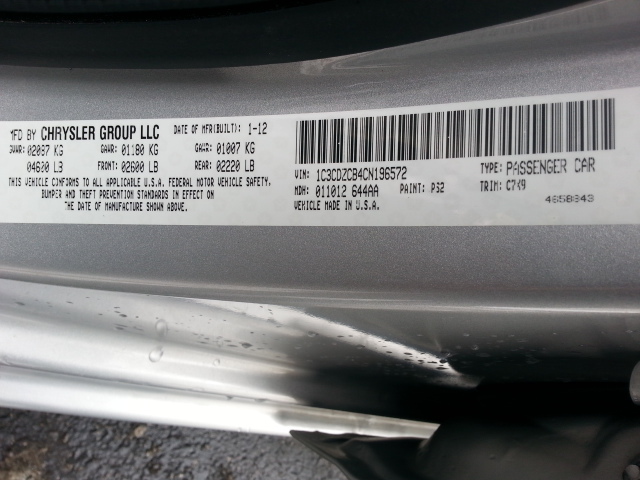 MFD BY CHRYSLER GROUP LLC DATE OF MFR(BUILT): 1-12
GVWR: 02087 KG GAWR: 01180 KG GAWR: 01007 KG
04600 LB FRONT: 02600 LB REAR: 02220 LB
THIS VEHICLE CONFORMS TO ALL APPLICABLE U.S.A. FEDERAL MOTOR VEHICLE SAFETY,
BUMPER AND THEFT PREVENTION STANDARDS IN EFFECT ON
THE DATE OF MANUFACTURE SHOWN ABOVE.
VIN: 1C3CDZCB4CN196572 TYPE: PASSENGER CAR
MDH: 011012 644AA PAINT: PS2 TRIM:
VEHICLE MADE IN U.S.A. 4658843